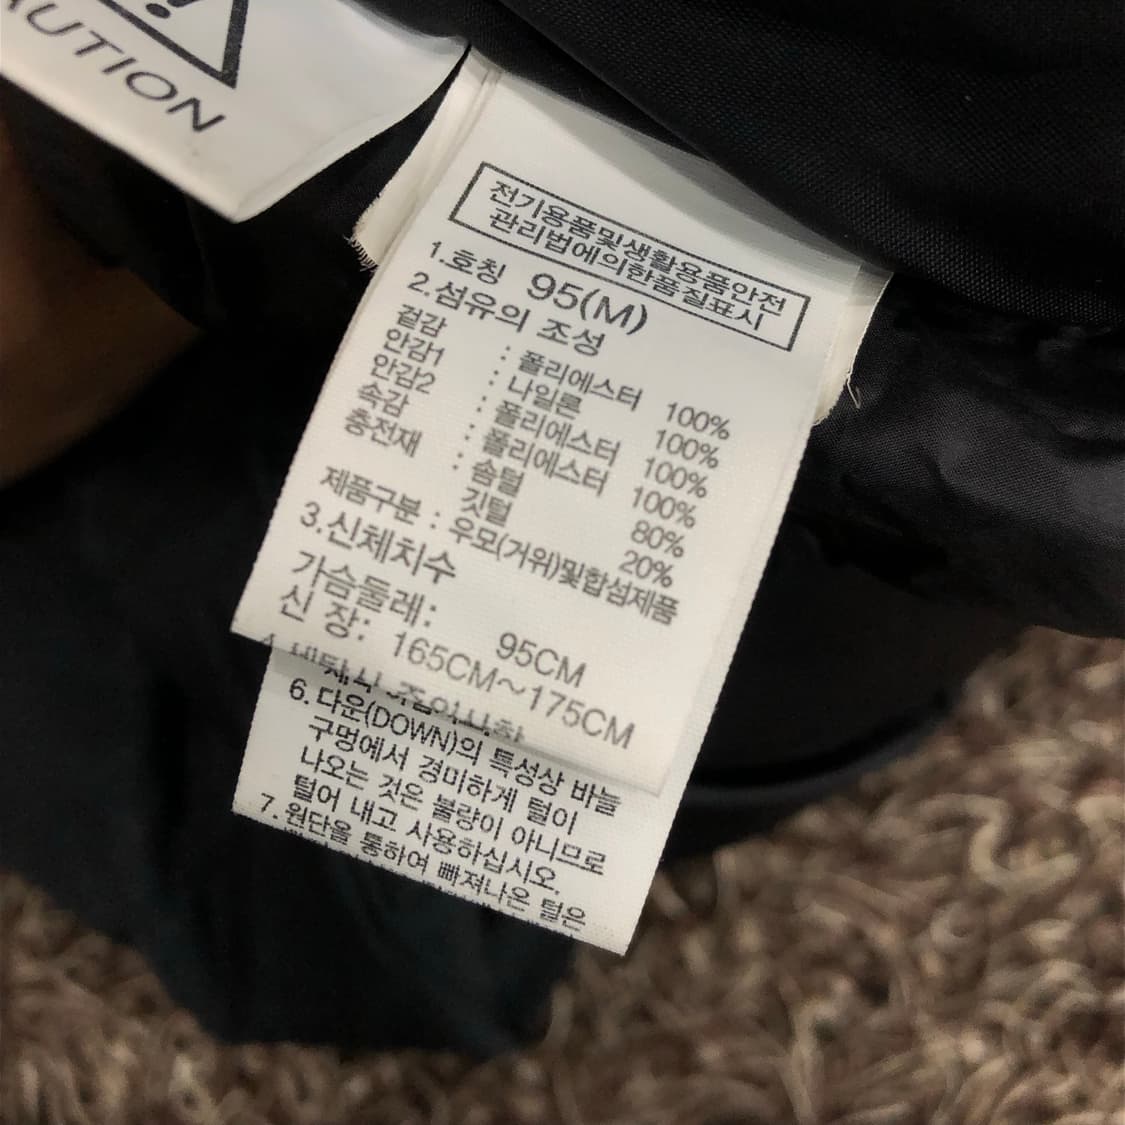 AUTION
전기용품및생활용품안전
관리법에의한품질표시
1.호칭 95(M)
2.섬유의 조성
겉감 : 폴리에스터 100%
안감1 : 나일론 100%
안감2 : 폴리에스터 100%
속감 : 폴리에스터 100%
충전재 : 솜털 80%
깃털 20%
제품구분 : 우모(거위)및합섬제품
3.신체치수
가슴둘레: 95CM
신 장: 165CM~175CM
6.다운(DOWN)의 특성상 바늘
구멍에서 경미하게 털이
나오는 것은 불량이 아니므로
털어 내고 사용하십시오.
7.원단을 통하여 빠져나온 털은